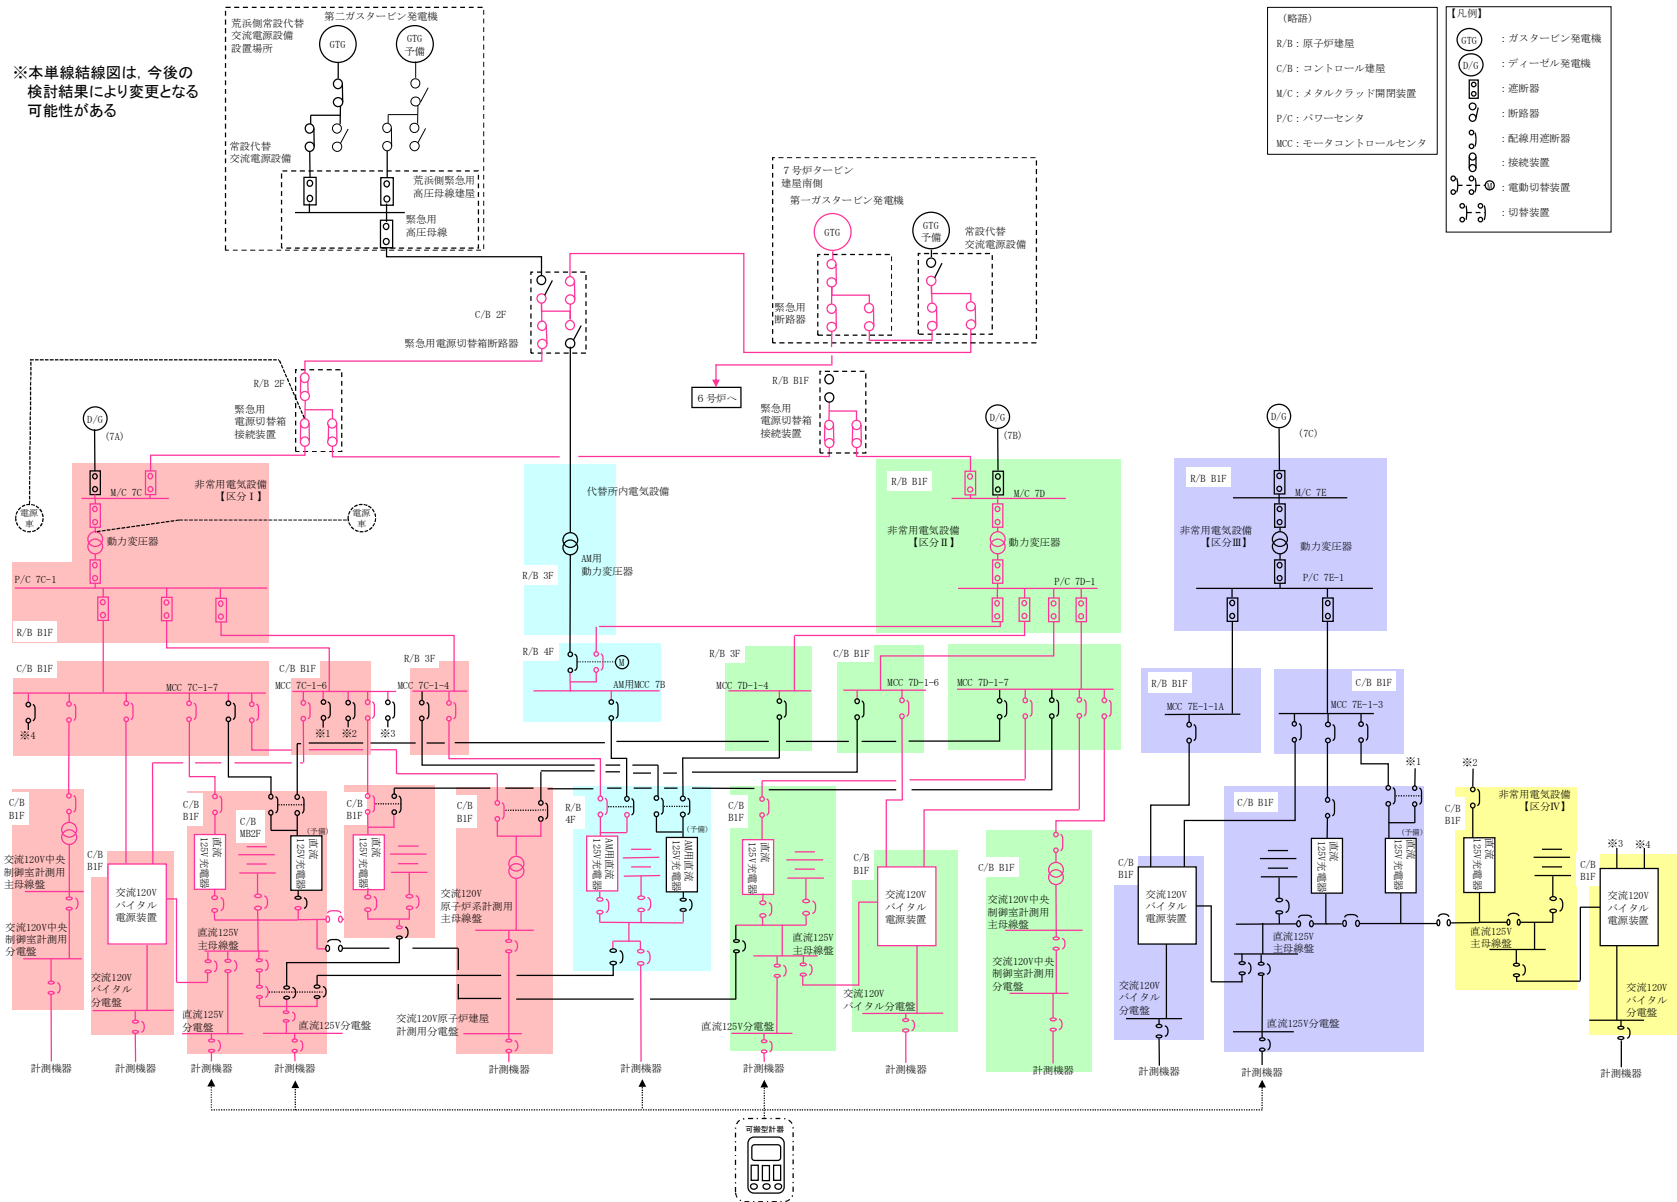 ※本単線結線図は，今後の
検討結果により変更となる
可能性がある
荒浜側常設代替
交流電源設備
設置場所
第二ガスタービン発電機
GTG
GTG
予備
常設代替
交流電源設備
荒浜側緊急用
高圧母線建屋
緊急用
高圧母線
（略語）
R/B：原子炉建屋
C/B：コントロール建屋
M/C：メタルクラッド開閉装置
P/C：パワーセンタ
MCC：モータコントロールセンタ
【凡例】
GTG
：ガスタービン発電機
D/G
：ディーゼル発電機
：遮断器
：断路器
：配線用遮断器
：接続装置
M
：電動切替装置
：切替装置
7号炉タービン
建屋南側
第一ガスタービン発電機
GTG
GTG
予備
常設代替
交流電源設備
緊急用
断路器
C/B 2F
緊急用電源切替箱断路器
6号炉へ
R/B 2F
緊急用
電源切替箱
接続装置
R/B B1F
緊急用
電源切替箱
接続装置
D/G
(7A)
D/G
(7B)
D/G
(7C)
電源
車
電源
車
M/C 7C
非常用電気設備
【区分Ⅰ】
動力変圧器
P/C 7C-1
R/B B1F
代替所内電気設備
AM用
動力変圧器
R/B 3F
R/B 4F
M
AM用MCC 7B
R/B B1F
M/C 7D
非常用電気設備
【区分Ⅱ】
動力変圧器
P/C 7D-1
R/B B1F
M/C 7E
非常用電気設備
【区分Ⅲ】
動力変圧器
P/C 7E-1
C/B B1F
MCC 7C-1-7
※4
C/B B1F
MCC 7C-1-6
※1
※2
※3
R/B 3F
MCC 7C-1-4
R/B 3F
MCC 7D-1-4
C/B B1F
MCC 7D-1-6
MCC 7D-1-7
R/B B1F
MCC 7E-1-1A
C/B B1F
MCC 7E-1-3
C/B
B1F
交流120V中央
制御室計測用
主母線盤
交流120V中央
制御室計測用
分電盤
C/B
B1F
交流120V
バイタル
電源装置
交流120V
バイタル
分電盤
C/B
B1F
直流
125V充電器
C/B
MB2F
(予備)
直流
125V充電器
直流125V
主母線盤
直流125V
分電盤
直流125V分電盤
C/B
B1F
直流
125V充電器
C/B
B1F
交流120V
原子炉系計測用
主母線盤
交流120V原子炉建屋
計測用分電盤
R/B
4F
AM用直流
125V充電器
(予備)
AM用直流
125V充電器
C/B
B1F
直流
125V充電器
直流125V
主母線盤
直流125V分電盤
C/B
B1F
交流120V
バイタル
電源装置
交流120V
バイタル分電盤
C/B B1F
交流120V中央
制御室計測用
主母線盤
交流120V中央
制御室計測用
分電盤
C/B
B1F
交流120V
バイタル
電源装置
交流120V
バイタル
分電盤
C/B B1F
直流
125V充電器
※1
(予備)
直流
125V充電器
直流125V
主母線盤
直流125V分電盤
※2
C/B
B1F
非常用電気設備
【区分Ⅳ】
直流
125V充電器
直流125V
主母線盤
C/B
B1F
※3
※4
交流120V
バイタル
電源装置
交流120V
バイタル
分電盤
計測機器
計測機器
計測機器
計測機器
計測機器
計測機器
計測機器
計測機器
計測機器
計測機器
計測機器
計測機器
可搬型計器